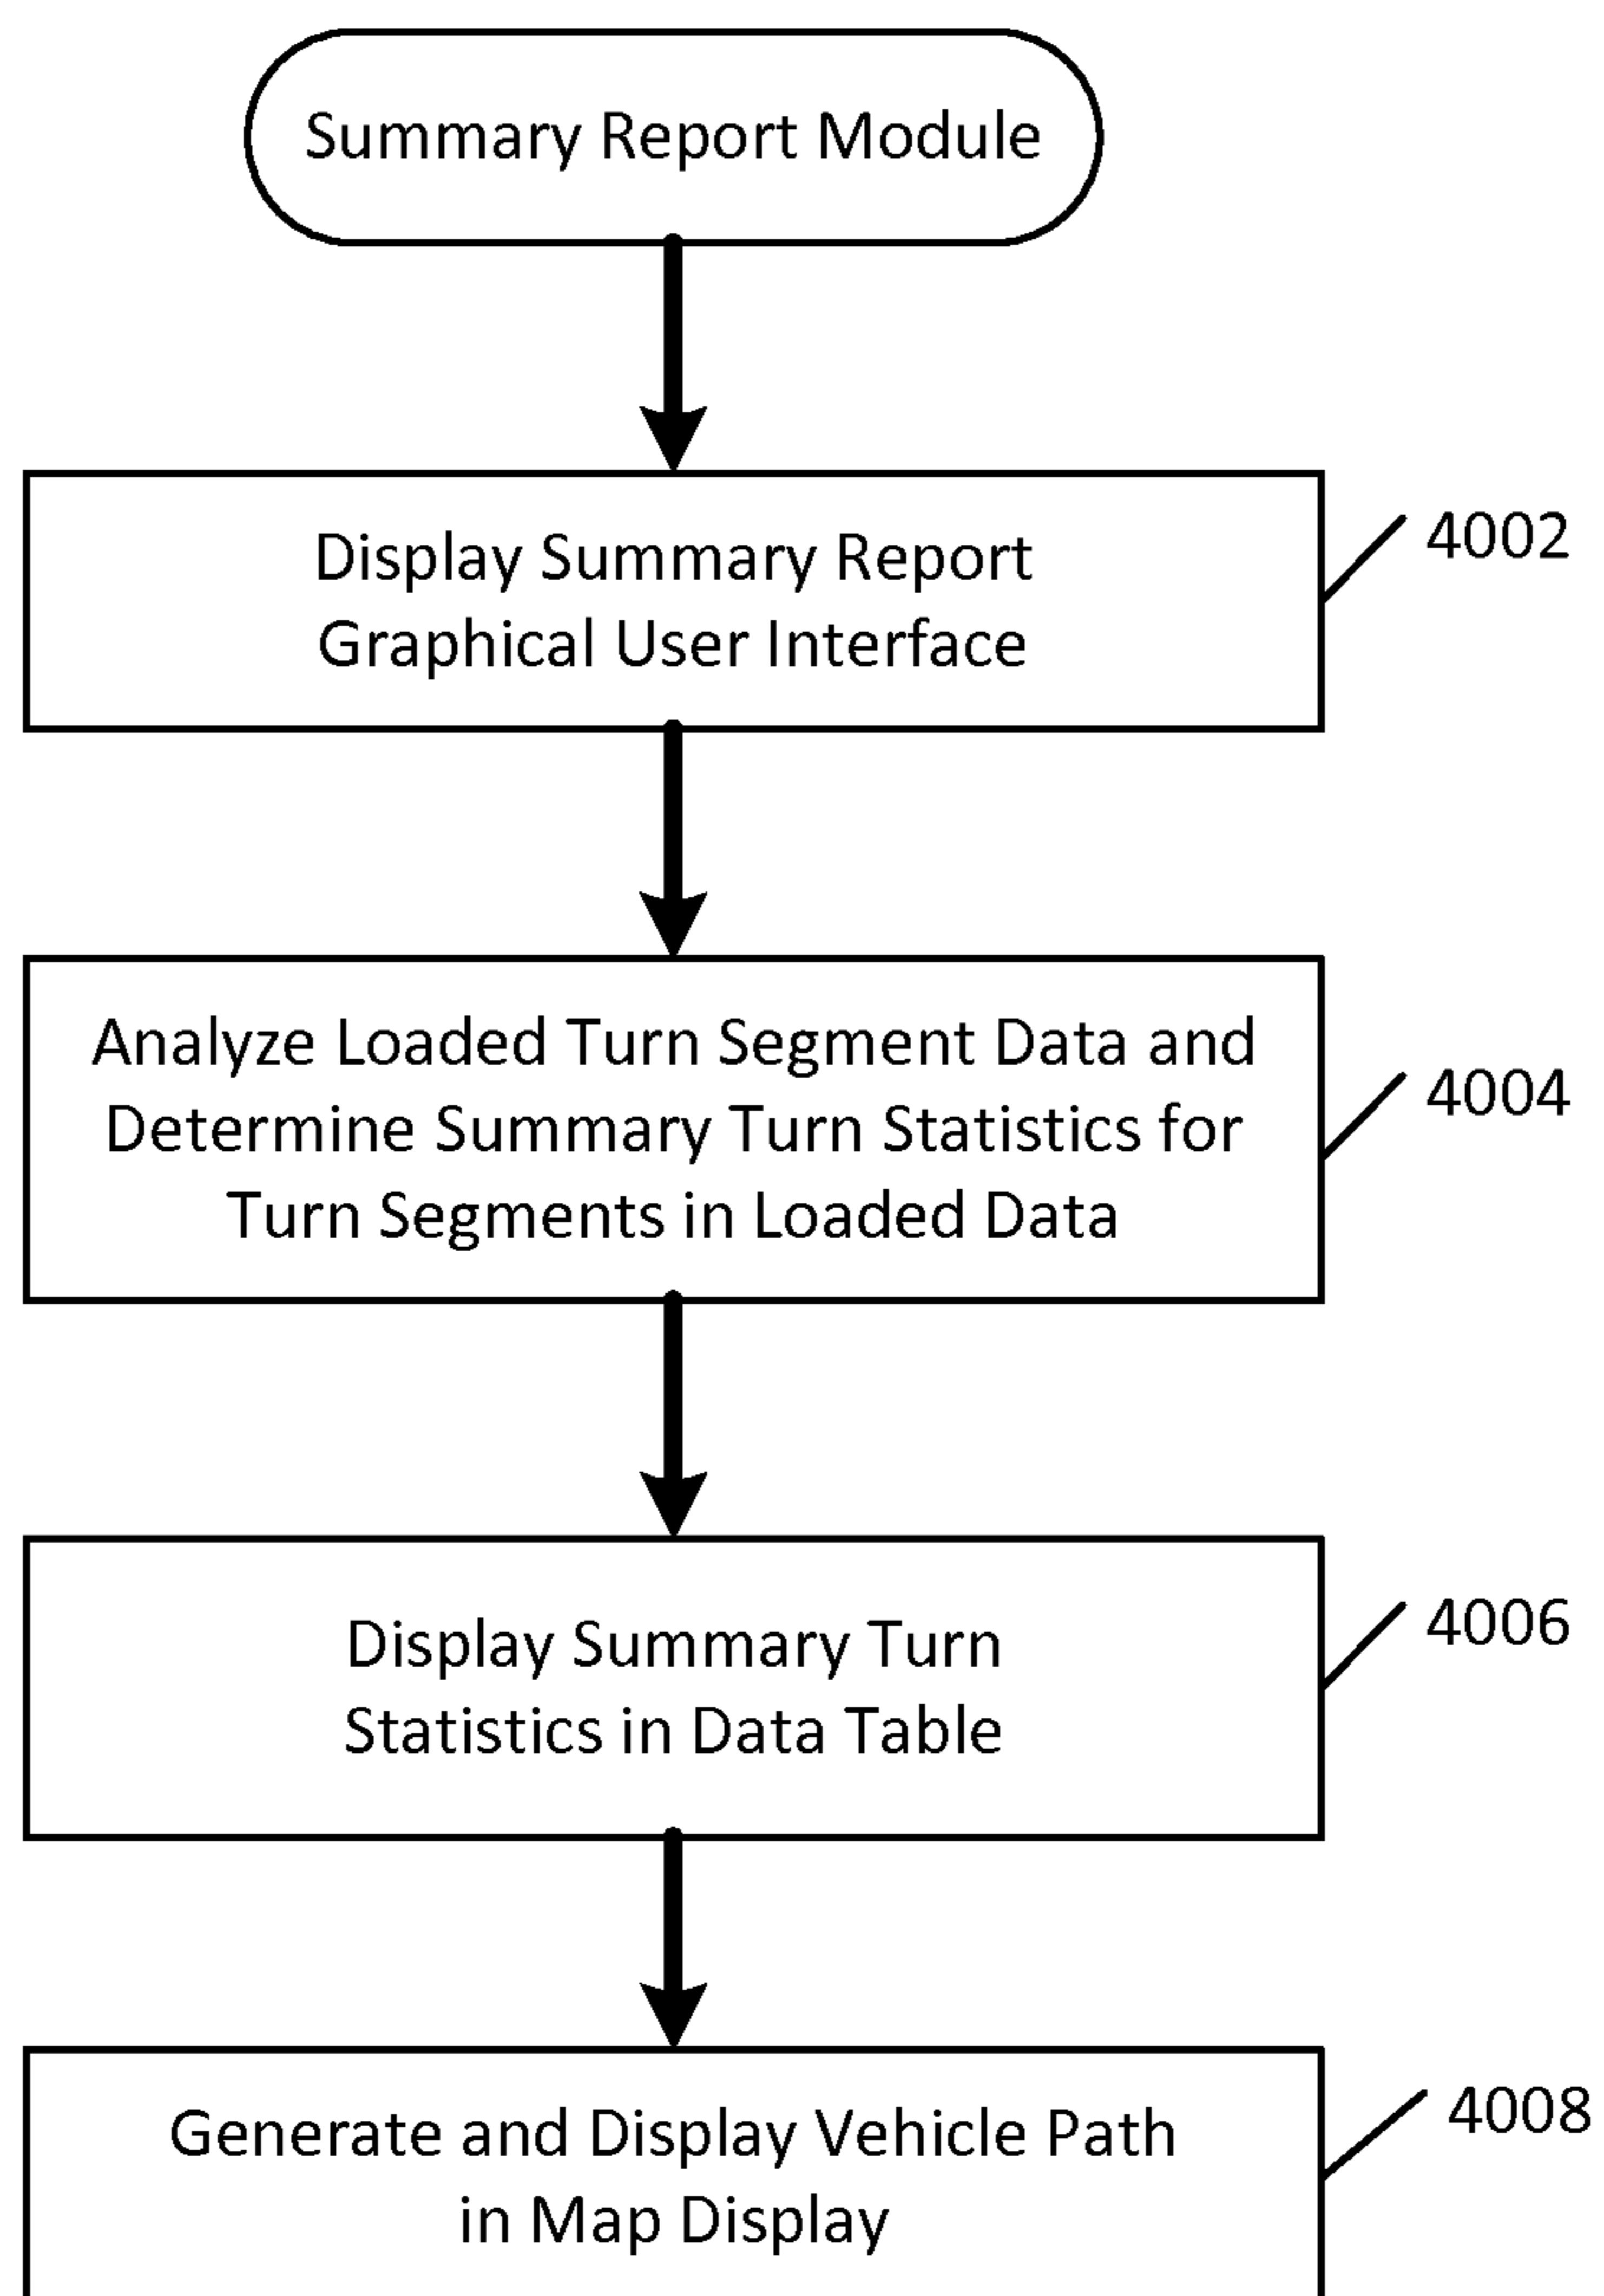 Summary Report Module
Display Summary Report
Graphical User Interface
4002
Analyze Loaded Turn Segment Data and
Determine Summary Turn Statistics for
Turn Segments in Loaded Data
4004
Display Summary Turn
Statistics in Data Table
4006
Generate and Display Vehicle Path
in Map Display
4008